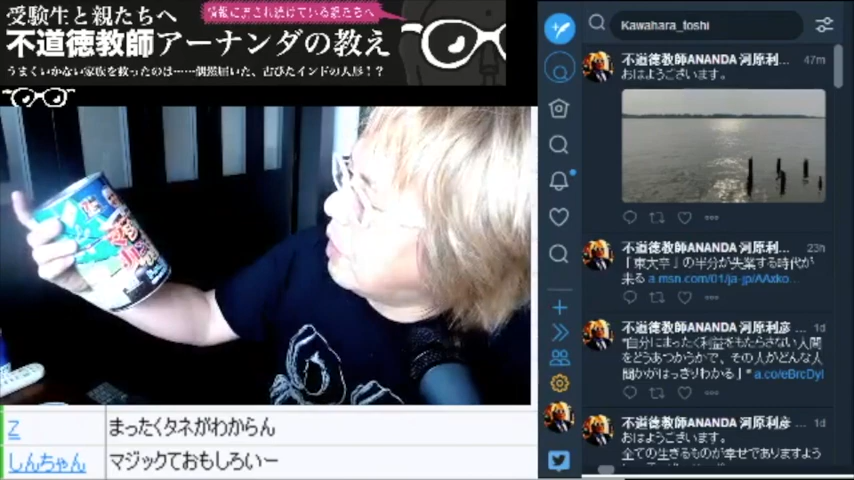 受験生と親たちへ
情報に流され続けている親たちへ
不道徳教師アーナンダの教え
うまくいかない家族を救ったのは……偶然届いた、古びたインドの人形！？
Z
まったくタネがわからん
しんちゃん
マジックておもしろいー
Kawahara_toshi
不道徳教師ANANDA 河原利... 47m
おはようございます。
不道徳教師ANANDA 河原利... 23h
「東大卒」の半分が失業する時代が
来る a.msn.com/01/ja-jp/AAxko...
不道徳教師ANANDA 河原利彦 ... 1d
"自分にまったく利益をもたらさない人間
をどうあつかうかで、その人がどんな人
間かがはっきりわかる」" a.co/eBrcDyI
不道徳教師ANANDA 河原利彦 ... 1d
おはようございます。
全ての生きるものが幸せでありますよう